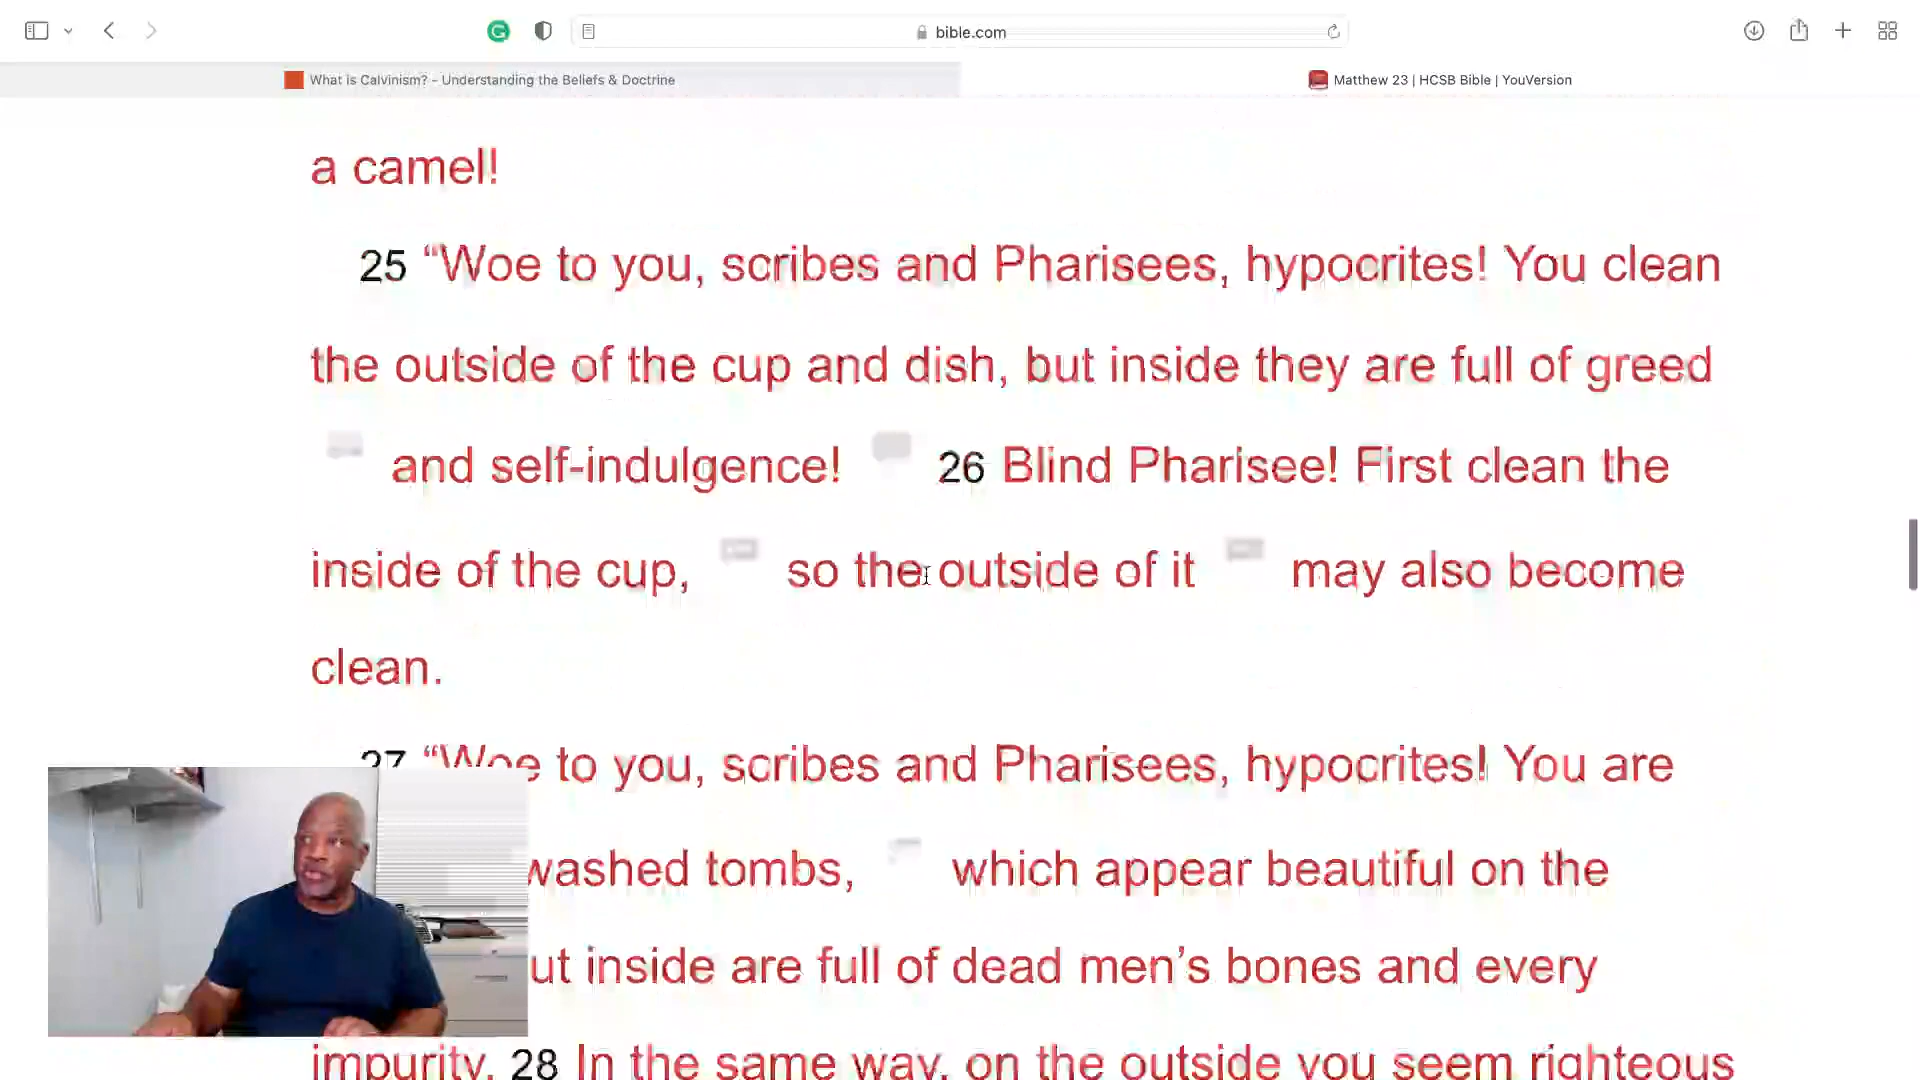 bible.com
What is Calvinism? – Understanding the Beliefs & Doctrine
Matthew 23 | HCSB Bible | YouVersion
a camel!
25 “Woe to you, scribes and Pharisees, hypocrites! You clean
the outside of the cup and dish, but inside they are full of greed
and self-indulgence! 26 Blind Pharisee! First clean the
inside of the cup, so the outside of it may also become
clean.
27 “Woe to you, scribes and Pharisees, hypocrites! You are
washed tombs, which appear beautiful on the
ut inside are full of dead men’s bones and every
impurity. 28 In the same way, on the outside you seem righteous